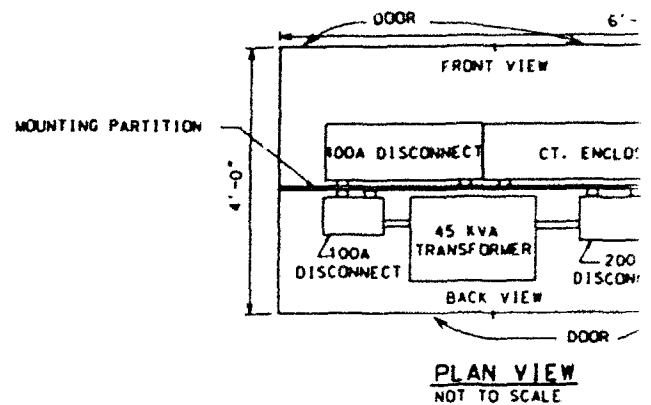 DOOR
6'-
FRONT VIEW
MOUNTING PARTITION
400A DISCONNECT
CT. ENCLOS
4'-0"
100A
DISCONNECT
45 KVA
TRANSFORMER
200
DISCONN
BACK VIEW
DOOR
PLAN VIEW
NOT TO SCALE